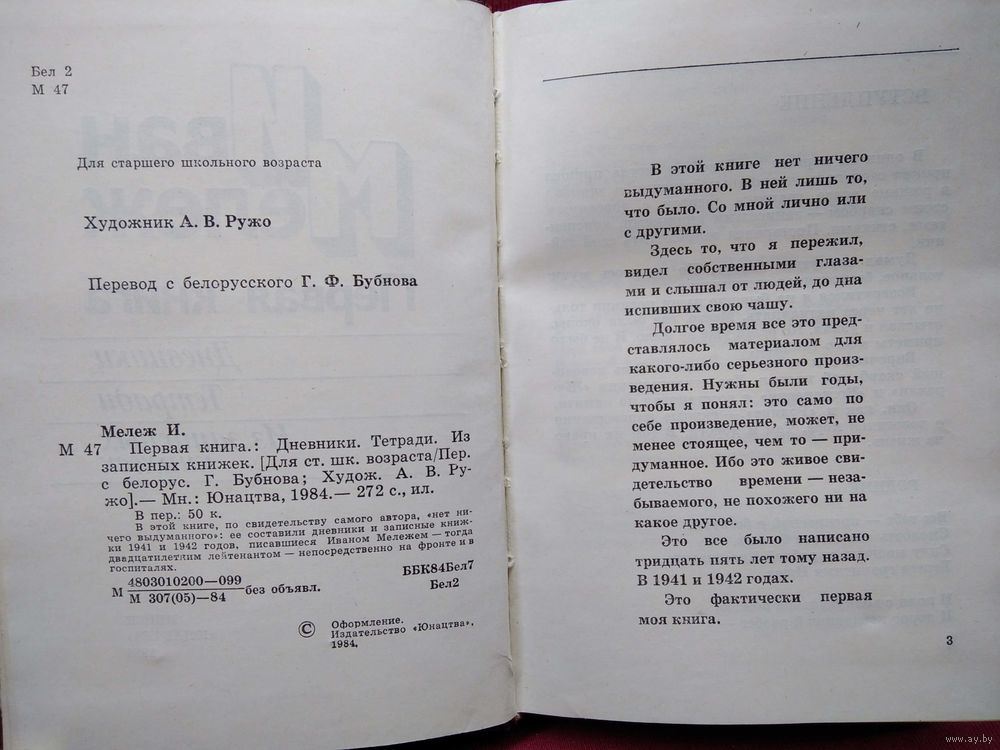 Бел 2
М 47
Для старшего школьного возраста
Художник А. В. Ружо
Перевод с белорусского Г. Ф. Бубнова
Мележ И.
М 47 Первая книга.: Дневники. Тетради. Из
записных книжек. [Для ст. шк. возраста/Пер.
с белорус. Г. Бубнова; Худож. А. В. Ру-
жо].— Мн.: Юнацтва, 1984.— 272 с., ил.
В пер.: 50 к.
В этой книге, по свидетельству самого автора, «нет ни-
чего выдуманного»: ее составили дневники и записные книж-
ки 1941 и 1942 годов, писавшиеся Иваном Мележем — тогда
двадцатилетним лейтенантом — непосредственно на фронте и в
госпиталях.
М 4803010200—099 без объявл. ББК84Бел7
М 307(05)—84 Бел2
© Оформление.
Издательство «Юнацтва»,
1984.
В этой книге нет ничего
выдуманного. В ней лишь то,
что было. Со мной лично или
с другими.
Здесь то, что я пережил,
видел собственными глаза-
ми и слышал от людей, до дна
испивших свою чашу.
Долгое время все это пред-
ставлялось материалом для
какого-либо серьезного произ-
ведения. Нужны были годы,
чтобы я понял: это само по
себе произведение, может, не
менее стоящее, чем то — при-
думанное. Ибо это живое сви-
детельство времени — неза-
бываемого, не похожего ни на
какое другое.
Это все было написано
тридцать пять лет тому назад.
В 1941 и 1942 годах.
Это фактически первая
моя книга.
3
www.ay.by